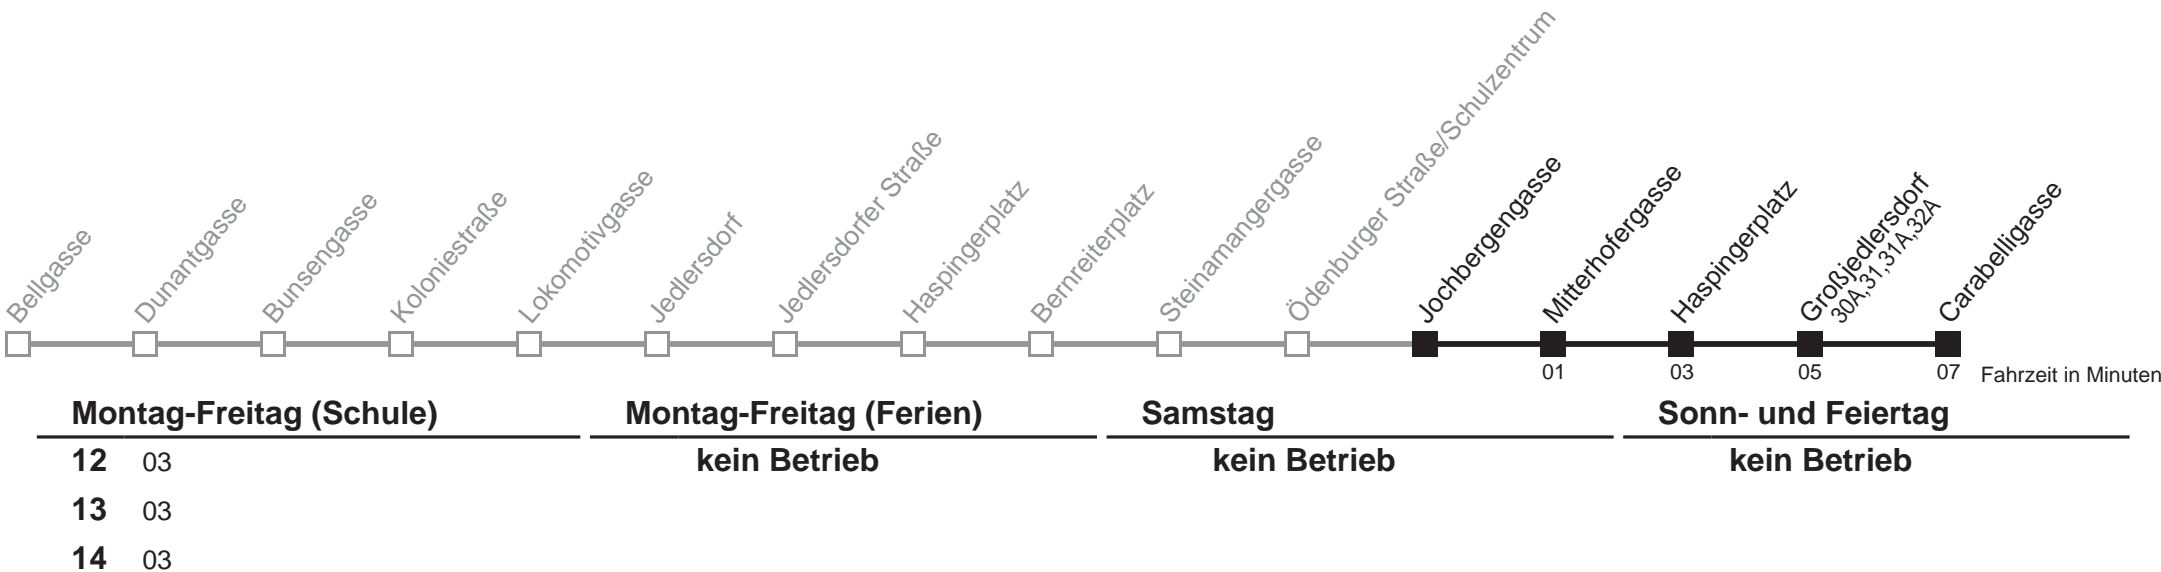 Bellgasse
Dunantgasse
Bunsengasse
Koloniestraße
Lokomotivgasse
Jedlersdorf
Jedlersdorfer Straße
Haspingerplatz
Bernreiterplatz
Steinamangergasse
Ödenburger Straße/Schulzentrum
Jochbergengasse
Mitterhofergasse
Haspingerplatz
Großjedlersdorf
30A,31,31A,32A
Carabelligasse
01 03 05 07 Fahrzeit in Minuten
Montag-Freitag (Schule) Montag-Freitag (Ferien) Samstag Sonn- und Feiertag
12 03 kein Betrieb kein Betrieb kein Betrieb
13 03
14 03